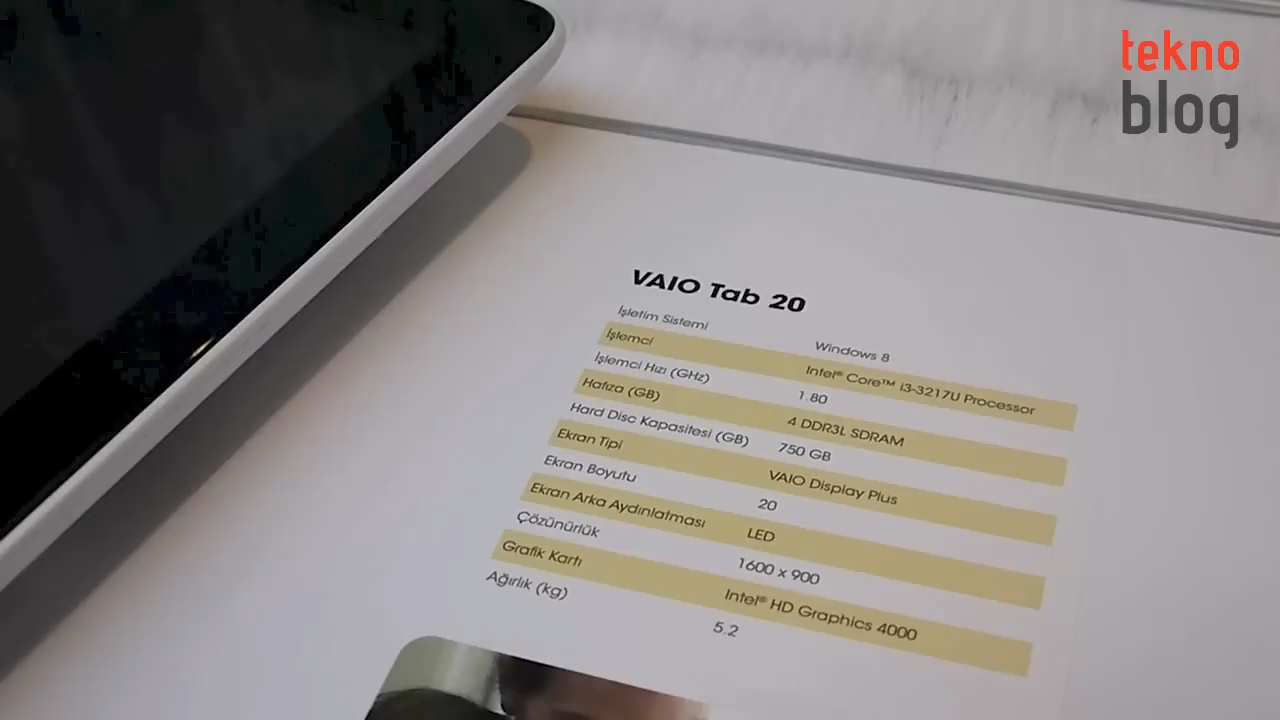 tekno
blog
VAIO Tab 20
İşletim Sistemi Windows 8
İşlemci Intel® Core™ i3-3217U Processor
İşlemci Hızı (GHz) 1.80
Hafıza (GB) 4 DDR3L SDRAM
Hard Disc Kapasitesi (GB) 750 GB
Ekran Tipi VAIO Display Plus
Ekran Boyutu 20
Ekran Arka Aydınlatması LED
Çözünürlük 1600 x 900
Grafik Kartı Intel® HD Graphics 4000
Ağırlık (kg) 5.2